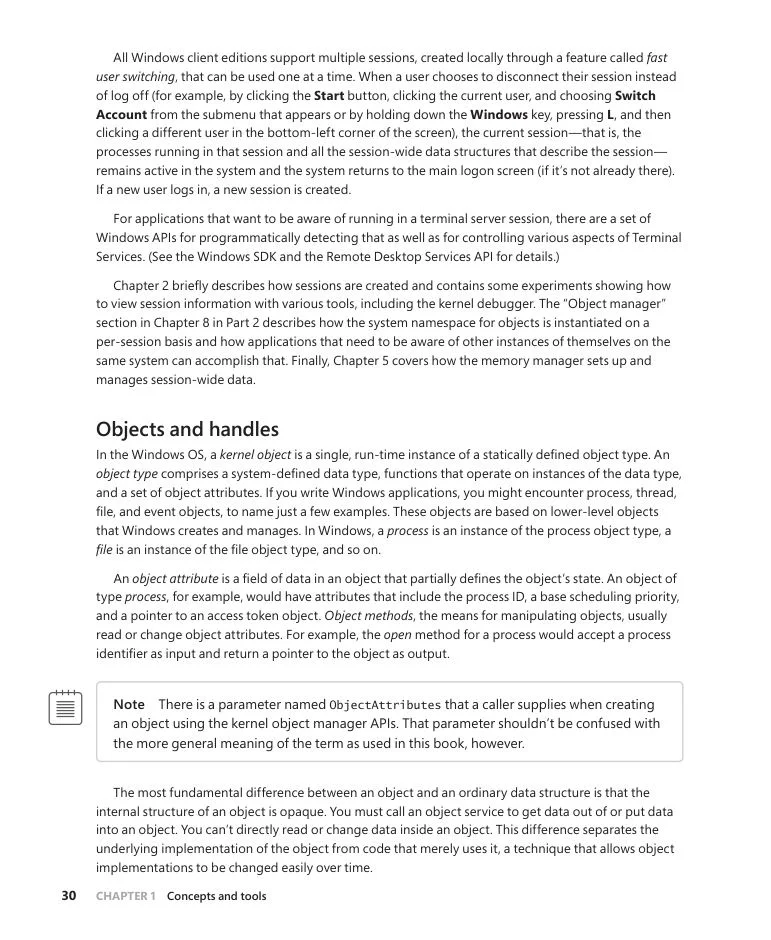 All Windows client editions support multiple sessions, created locally through a feature called fast
user switching, that can be used one at a time. When a user chooses to disconnect their session instead
of log off (for example, by clicking the Start button, clicking the current user, and choosing Switch
Account from the submenu that appears or by holding down the Windows key, pressing L, and then
clicking a different user in the bottom-left corner of the screen), the current session—that is, the
processes running in that session and all the session-wide data structures that describe the session—
remains active in the system and the system returns to the main logon screen (if it's not already there).
If a new user logs in, a new session is created.
For applications that want to be aware of running in a terminal server session, there are a set of
Windows APIs for programmatically detecting that as well as for controlling various aspects of Terminal
Services. (See the Windows SDK and the Remote Desktop Services API for details.)
Chapter 2 briefly describes how sessions are created and contains some experiments showing how
to view session information with various tools, including the kernel debugger. The “Object manager”
section in Chapter 8 in Part 2 describes how the system namespace for objects is instantiated on a
per-session basis and how applications that need to be aware of other instances of themselves on the
same system can accomplish that. Finally, Chapter 5 covers how the memory manager sets up and
manages session-wide data.
Objects and handles
In the Windows OS, a kernel object is a single, run-time instance of a statically defined object type. An
object type comprises a system-defined data type, functions that operate on instances of the data type,
and a set of object attributes. If you write Windows applications, you might encounter process, thread,
file, and event objects, to name just a few examples. These objects are based on lower-level objects
that Windows creates and manages. In Windows, a process is an instance of the process object type, a
file is an instance of the file object type, and so on.
An object attribute is a field of data in an object that partially defines the object's state. An object of
type process, for example, would have attributes that include the process ID, a base scheduling priority,
and a pointer to an access token object. Object methods, the means for manipulating objects, usually
read or change object attributes. For example, the open method for a process would accept a process
identifier as input and return a pointer to the object as output.
Note There is a parameter named ObjectAttributes that a caller supplies when creating
an object using the kernel object manager APIs. That parameter shouldn't be confused with
the more general meaning of the term as used in this book, however.
The most fundamental difference between an object and an ordinary data structure is that the
internal structure of an object is opaque. You must call an object service to get data out of or put data
into an object. You can't directly read or change data inside an object. This difference separates the
underlying implementation of the object from code that merely uses it, a technique that allows object
implementations to be changed easily over time.
30 CHAPTER 1 Concepts and tools